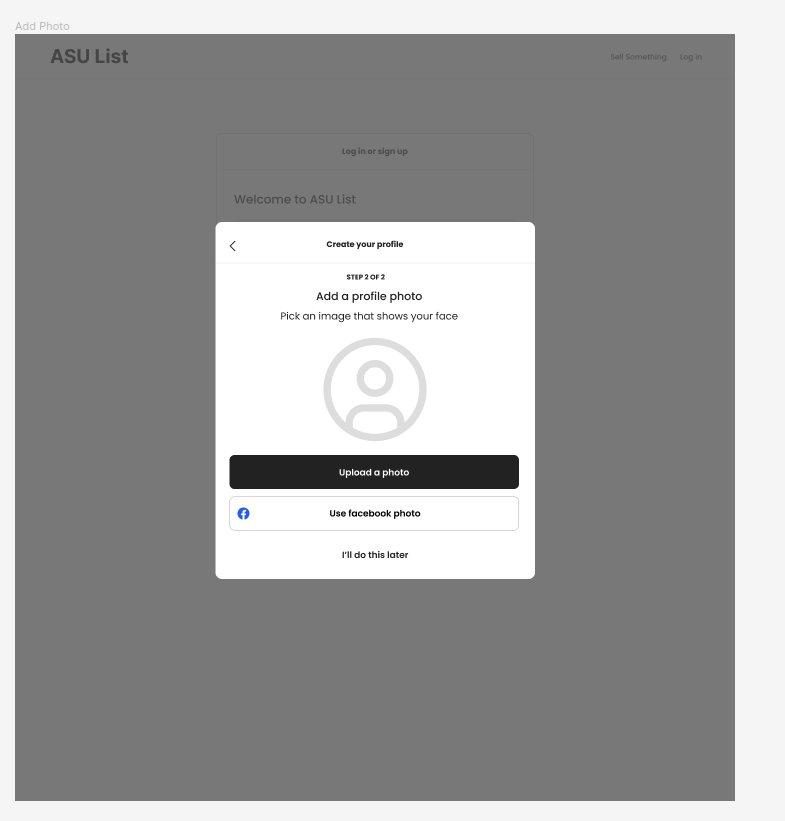 Add Photo
ASU List
Sell Something Log in
Log in or sign up
Welcome to ASU List
Create your profile
STEP 2 OF 2
Add a profile photo
Pick an image that shows your face
Upload a photo
Use facebook photo
I'll do this later